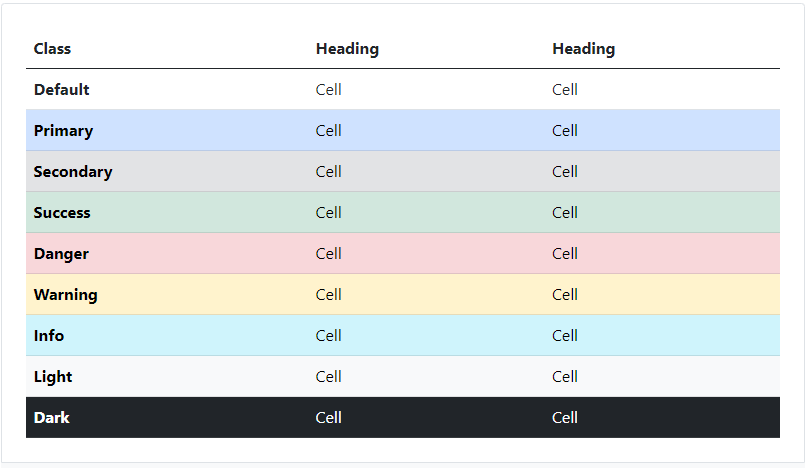 Class Heading Heading
Default Cell Cell
Primary Cell Cell
Secondary Cell Cell
Success Cell Cell
Danger Cell Cell
Warning Cell Cell
Info Cell Cell
Light Cell Cell
Dark Cell Cell